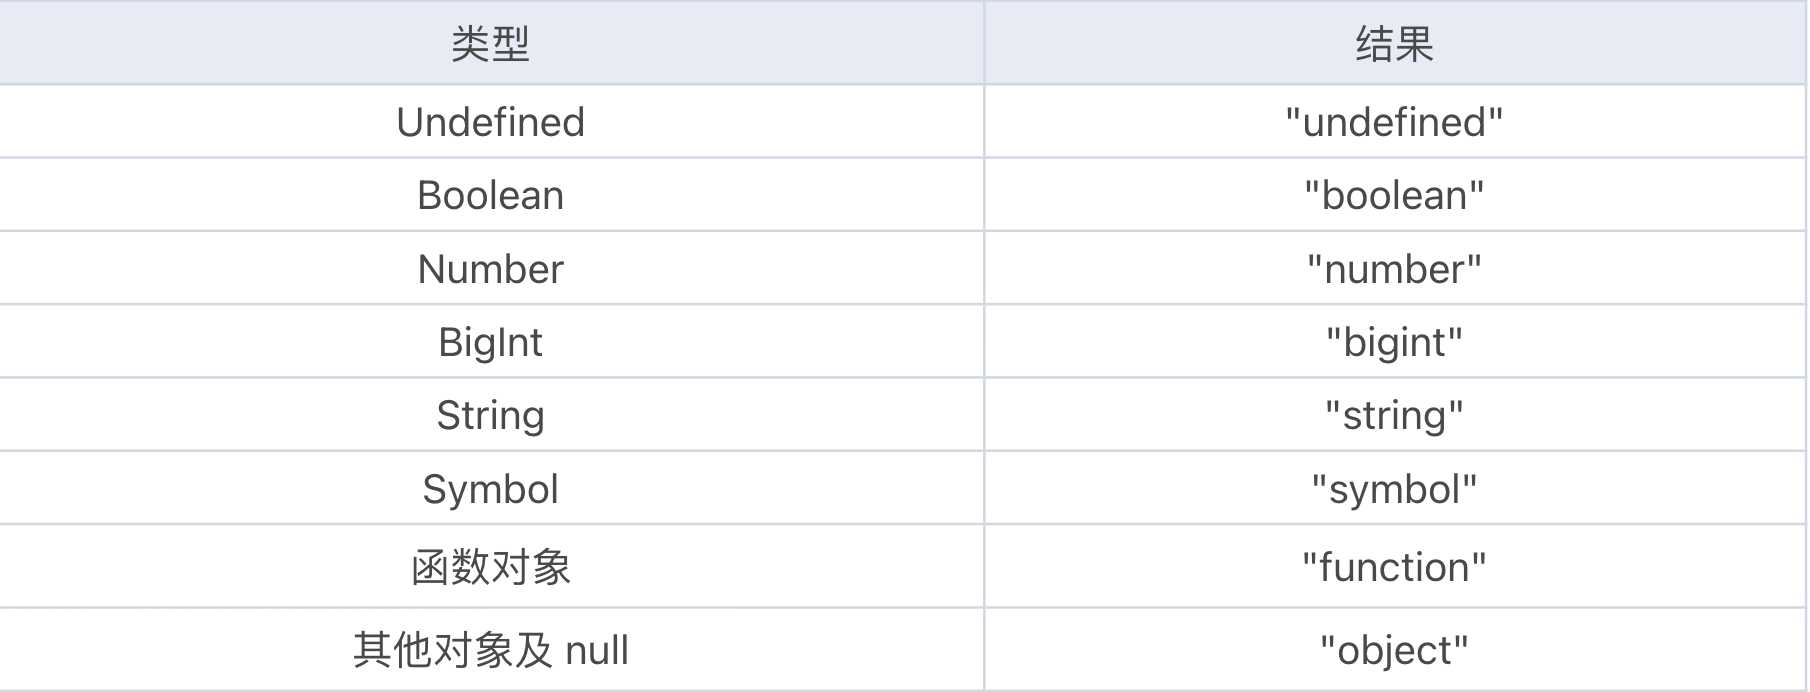 类型 结果
Undefined "undefined"
Boolean "boolean"
Number "number"
BigInt "bigint"
String "string"
Symbol "symbol"
函数对象 "function"
其他对象及 null "object"